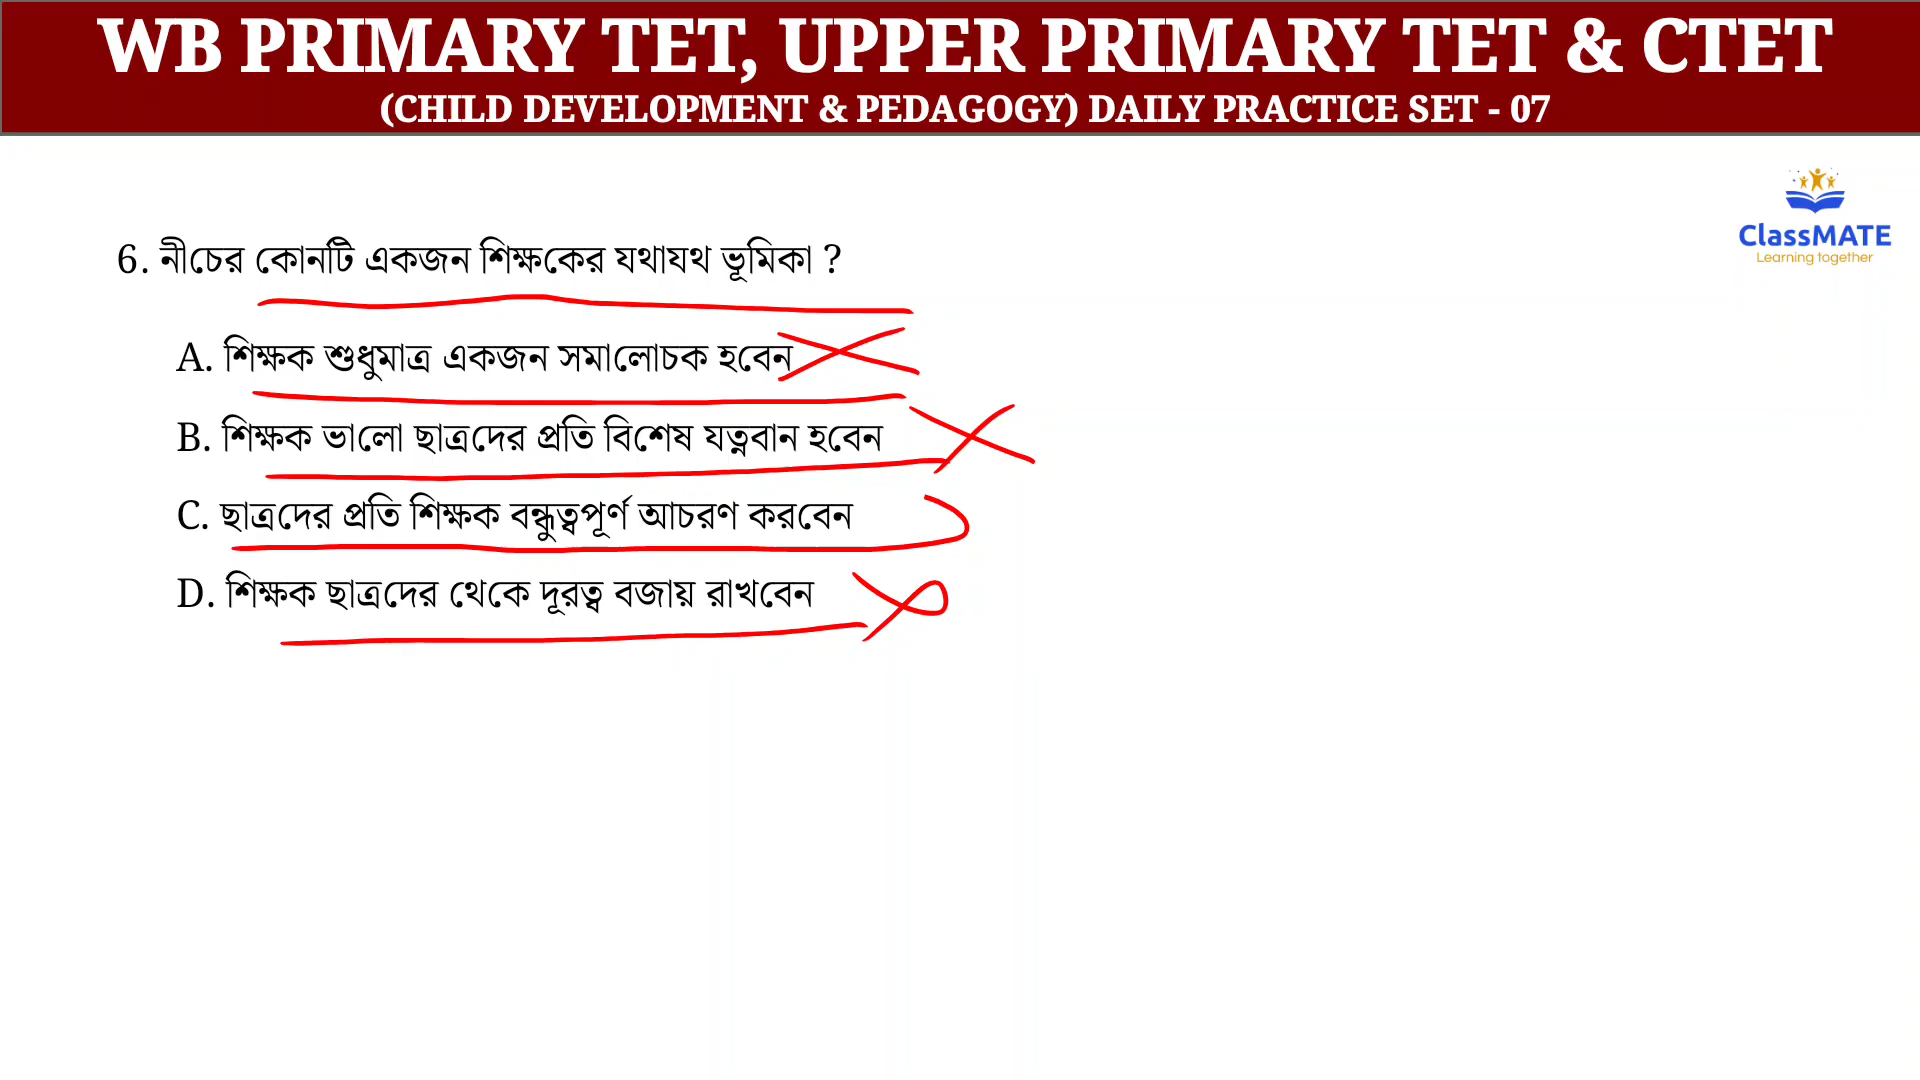 WB PRIMARY TET, UPPER PRIMARY TET & CTET
(CHILD DEVELOPMENT & PEDAGOGY) DAILY PRACTICE SET - 07
ClassMATE
Learning together
6. নীচের কোনটি একজন শিক্ষকের যথাযথ ভূমিকা ?
A. শিক্ষক শুধুমাত্র একজন সমালোচক হবেন
B. শিক্ষক ভালো ছাত্রদের প্রতি বিশেষ যত্নবান হবেন
C. ছাত্রদের প্রতি শিক্ষক বন্ধুত্বপূর্ণ আচরণ করবেন
D. শিক্ষক ছাত্রদের থেকে দূরত্ব বজায় রাখবেন